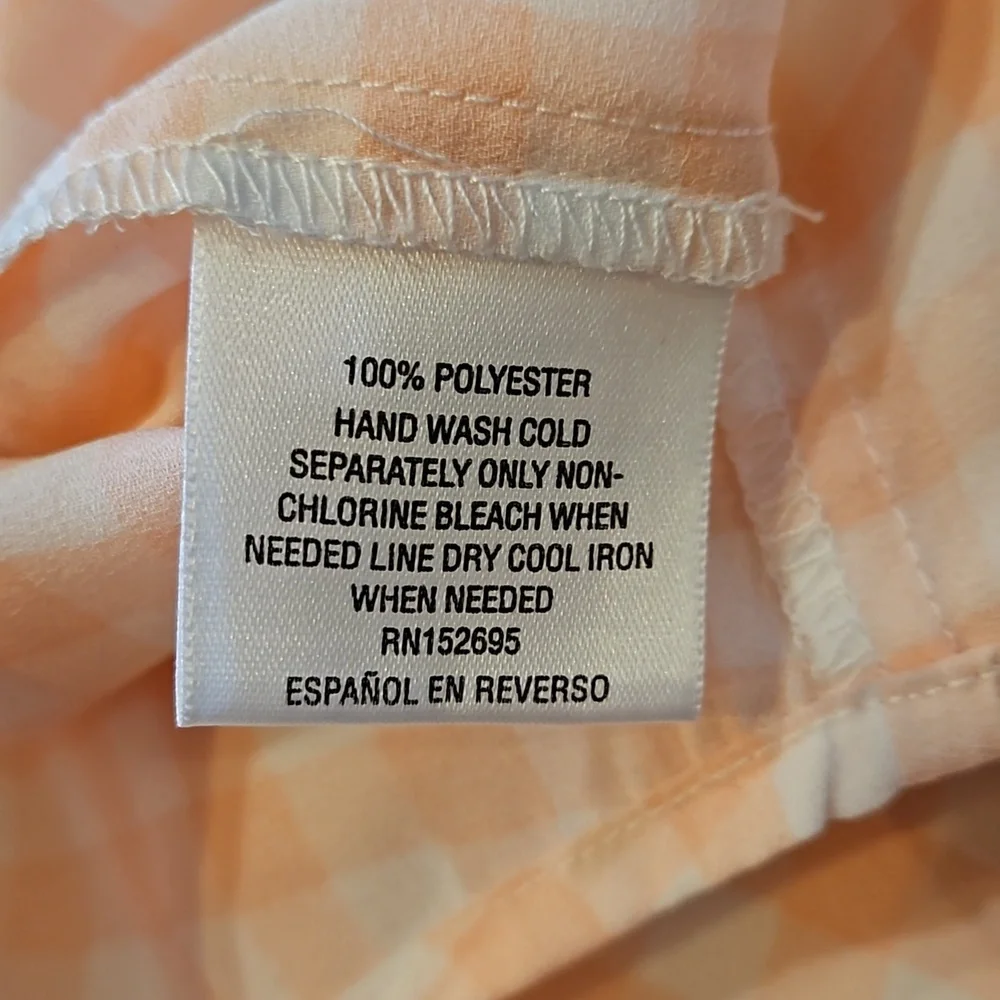 100% POLYESTER
HAND WASH COLD
SEPARATELY ONLY NON-
CHLORINE BLEACH WHEN
NEEDED LINE DRY COOL IRON
WHEN NEEDED
RN152695
ESPAÑOL EN REVERSO